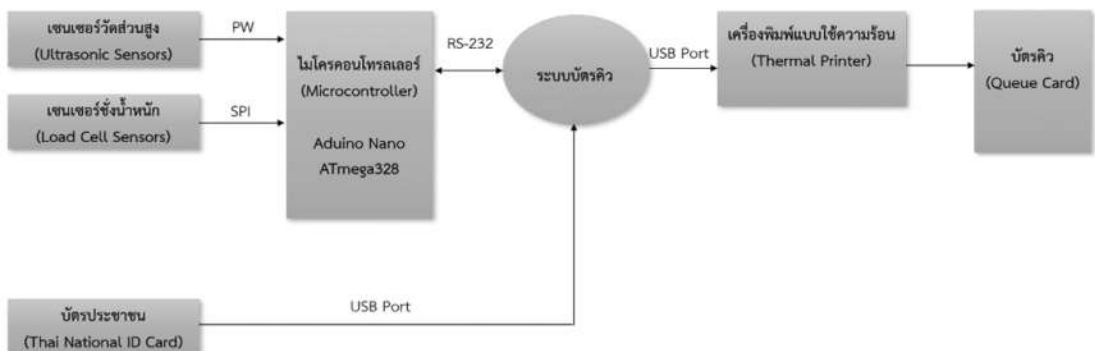 เซนเซอร์วัดส่วนสูง
(Ultrasonic Sensors)
PW
เซนเซอร์ชั่งน้ำหนัก
(Load Cell Sensors)
SPI
ไมโครคอนโทรลเลอร์
(Microcontroller)
Aduino Nano
ATmega328
RS-232
ระบบบัตรคิว
USB Port
เครื่องพิมพ์แบบใช้ความร้อน
(Thermal Printer)
บัตรคิว
(Queue Card)
บัตรประชาชน
(Thai National ID Card)
USB Port